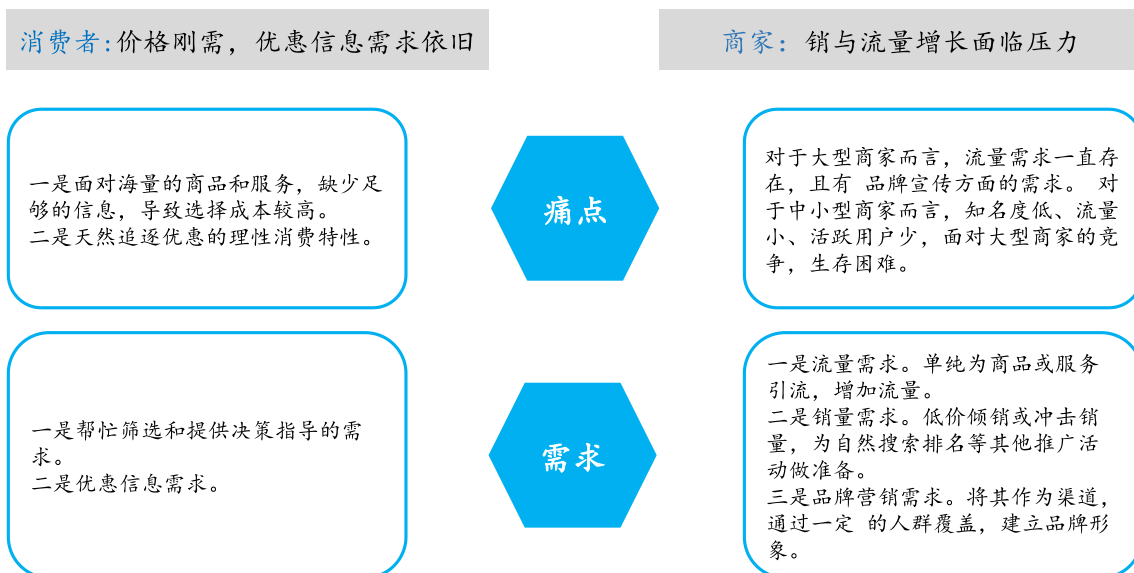 消费者:价格刚需，优惠信息需求依旧
商家：销与流量增长面临压力
一是面对海量的商品和服务，缺少足
够的信息，导致选择成本较高。
二是天然追逐优惠的理性消费特性。
痛点
对于大型商家而言，流量需求一直存
在，且有 品牌宣传方面的需求。 对
于中小型商家而言，知名度低、流量
小、活跃用户少，面对大型商家的竞
争，生存困难。
一是帮忙筛选和提供决策指导的需
求。
二是优惠信息需求。
需求
一是流量需求。单纯为商品或服务
引流，增加流量。
二是销量需求。低价倾销或冲击销
量，为自然搜索排名等其他推广活
动做准备。
三是品牌营销需求。将其作为渠道，
通过一定 的人群覆盖，建立品牌形
象。